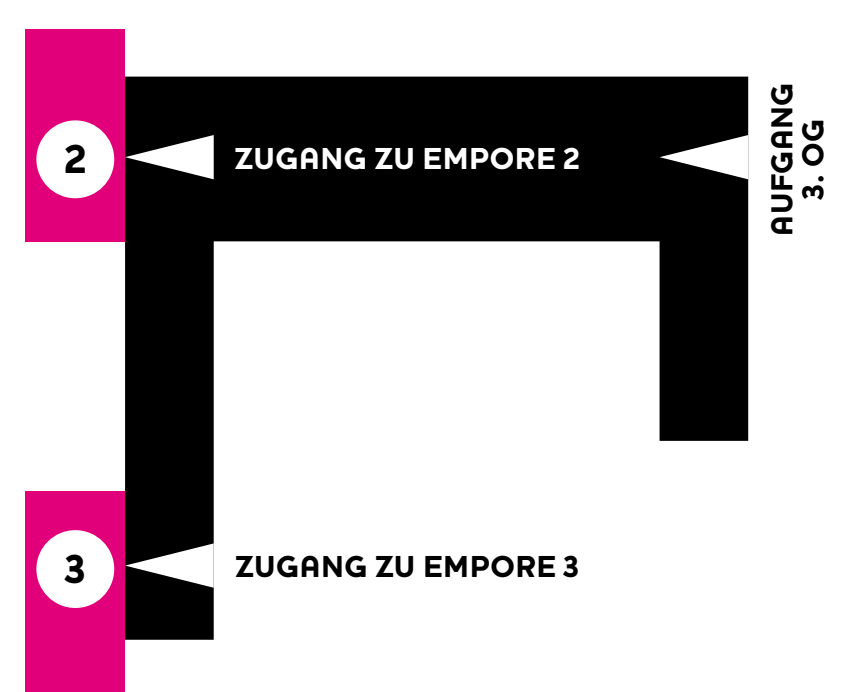 2
ZUGANG ZU EMPORE 2
AUFGANG
3. OG
3
ZUGANG ZU EMPORE 3